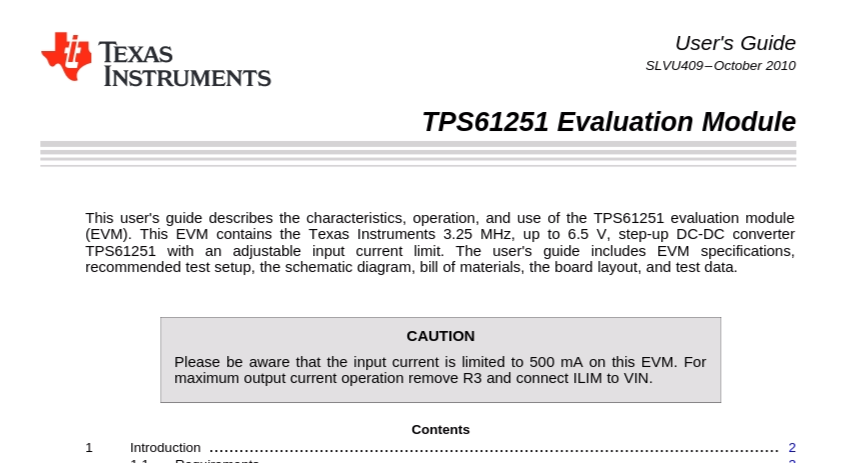 TEXAS
INSTRUMENTS
User's Guide
SLVU409–October 2010
TPS61251 Evaluation Module
This user's guide describes the characteristics, operation, and use of the TPS61251 evaluation module
(EVM). This EVM contains the Texas Instruments 3.25 MHz, up to 6.5 V, step-up DC-DC converter
TPS61251 with an adjustable input current limit. The user's guide includes EVM specifications,
recommended test setup, the schematic diagram, bill of materials, the board layout, and test data.
CAUTION
Please be aware that the input current is limited to 500 mA on this EVM. For
maximum output current operation remove R3 and connect ILIM to VIN.
Contents
1 Introduction ................................................................................................... 2
1.1 Requirements